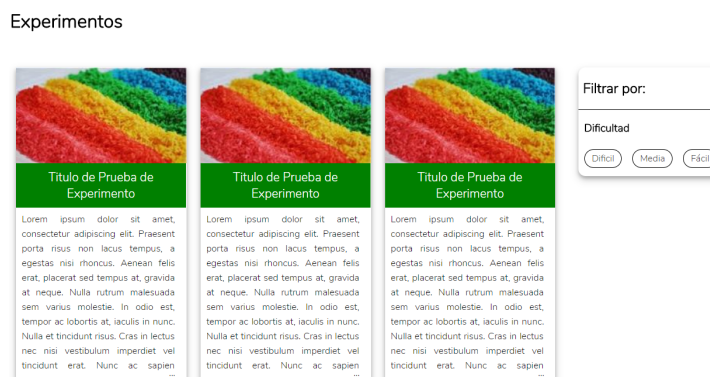 Experimentos
Titulo de Prueba de
Experimento
Lorem ipsum dolor sit amet,
consectetur adipiscing elit. Praesent
porta risus non lacus tempus, a
egestas nisi rhoncus. Aenean felis
erat, placerat sed tempus at, gravida
at neque. Nulla rutrum malesuada
sem varius molestie. In odio est,
tempor ac lobortis at, iaculis in nunc.
Nulla et tincidunt risus. Cras in lectus
nec nisi vestibulum imperdiet vel
tincidunt erat. Nunc ac sapien
Titulo de Prueba de
Experimento
Lorem ipsum dolor sit amet,
consectetur adipiscing elit. Praesent
porta risus non lacus tempus, a
egestas nisi rhoncus. Aenean felis
erat, placerat sed tempus at, gravida
at neque. Nulla rutrum malesuada
sem varius molestie. In odio est,
tempor ac lobortis at, iaculis in nunc.
Nulla et tincidunt risus. Cras in lectus
nec nisi vestibulum imperdiet vel
tincidunt erat. Nunc ac sapien
Titulo de Prueba de
Experimento
Lorem ipsum dolor sit amet,
consectetur adipiscing elit. Praesent
porta risus non lacus tempus, a
egestas nisi rhoncus. Aenean felis
erat, placerat sed tempus at, gravida
at neque. Nulla rutrum malesuada
sem varius molestie. In odio est,
tempor ac lobortis at, iaculis in nunc.
Nulla et tincidunt risus. Cras in lectus
nec nisi vestibulum imperdiet vel
tincidunt erat. Nunc ac sapien
Filtrar por:
Dificultad
Dificil Media Fácil